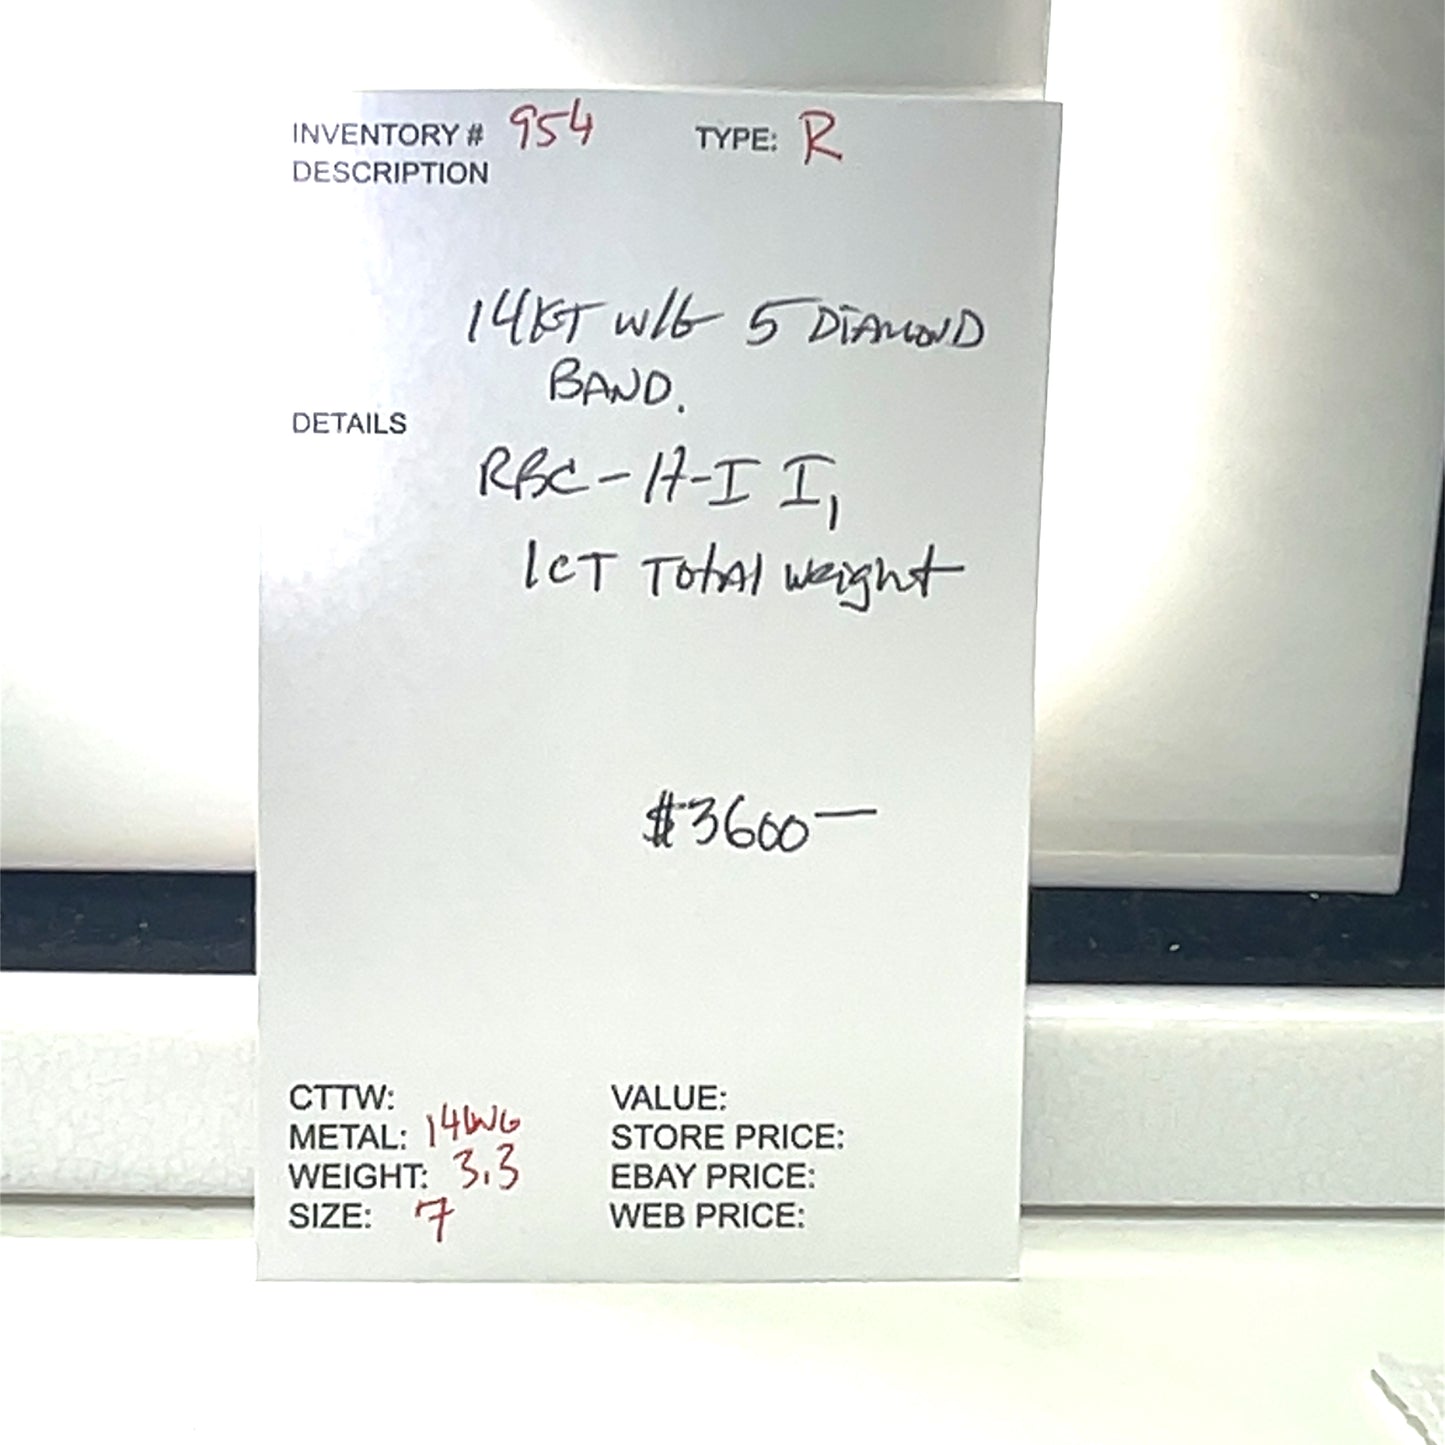 INVENTORY # 954 TYPE: R
DESCRIPTION
14KT W/G 5 DIAMOND
BAND.
DETAILS
RBC - H-I I1
1CT TOTAL WEIGHT
$3600—
CTTW: VALUE:
METAL: 14WG STORE PRICE:
WEIGHT: 3.3 EBAY PRICE:
SIZE: 7 WEB PRICE: